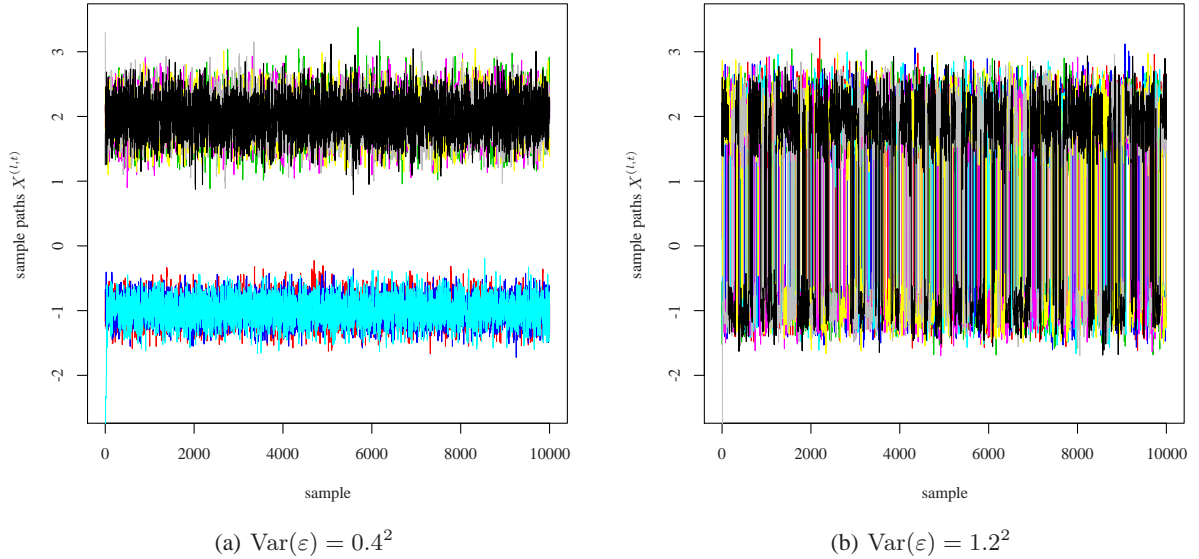 3
2
1
0
-1
-2
sample paths X^{(l,t)}
0 2000 4000 6000 8000 10000
sample
(a) Var(ε) = 0.4²
3
2
1
0
-1
-2
sample paths X^{(l,t)}
0 2000 4000 6000 8000 10000
sample
(b) Var(ε) = 1.2²